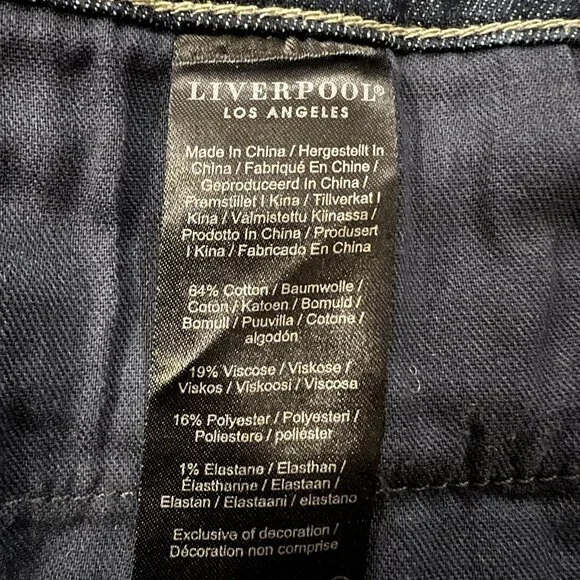 LIVERPOOL®
LOS ANGELES
Made In China / Hergestellt In
China / Fabriqué En Chine /
Geproduceerd In China /
Fremstillet I Kina / Tillverkat I
Kina / Valmistettu Kiinassa /
Prodotto In China / Produsert
I Kina / Fabricado En China
64% Cotton / Baumwolle /
Coton / Katoen / Bomuld /
Bomull / Puuvilla / Cotone /
algodón
19% Viscose / Viskose /
Viskos / Viskoosi / Viscosa
16% Polyester / Polyesteri /
Poliestere / poliéster
1% Elastane / Elasthan /
Élasthanne / Elastaan /
Elastan / Elastaani / elastano
Exclusive of decoration /
Décoration non comprise